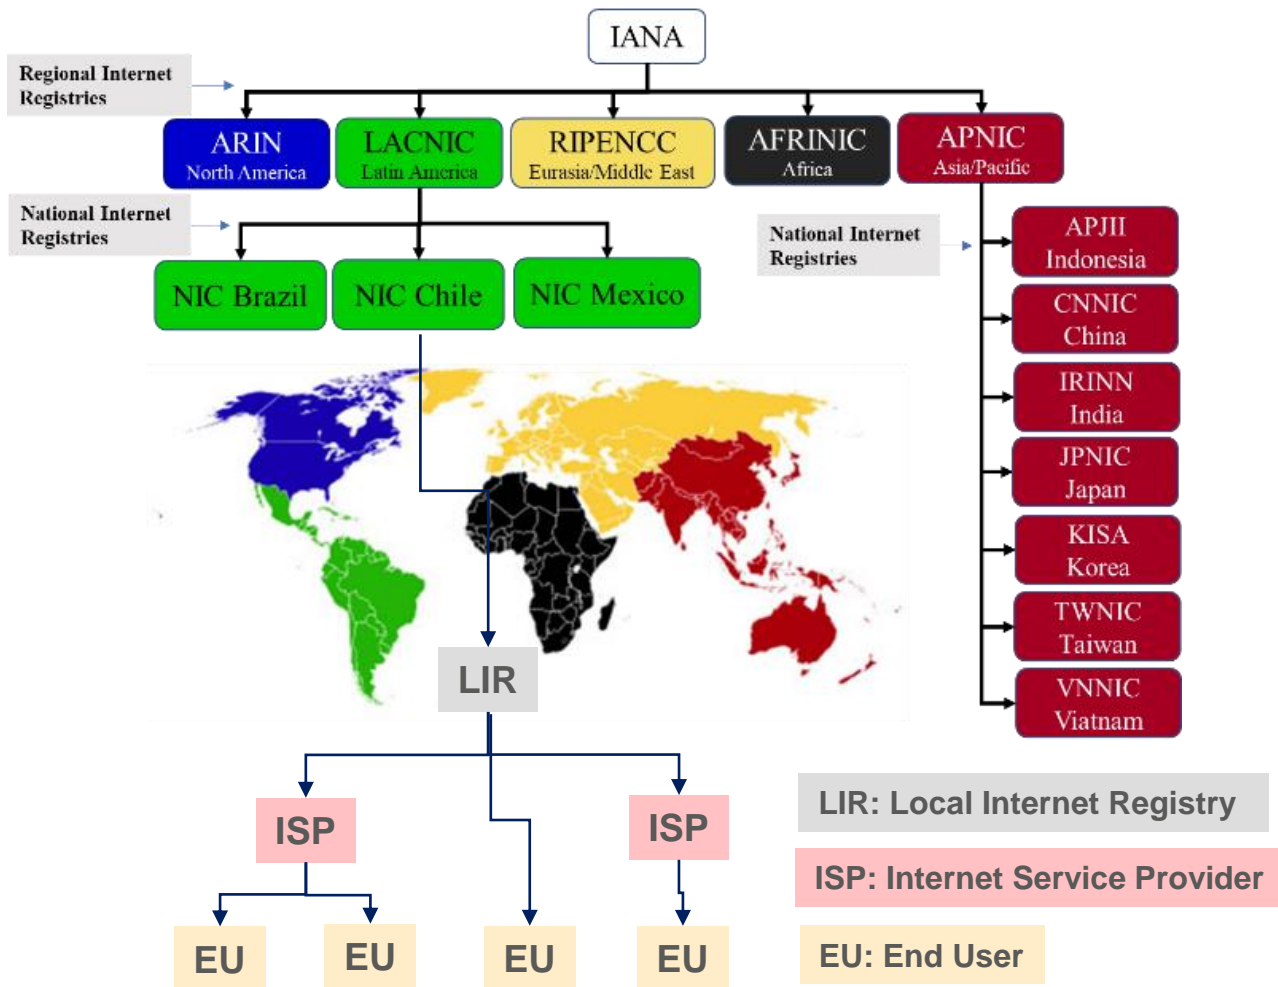 IANA
Regional Internet
Registries
ARIN
North America
LACNIC
Latin America
RIPENCC
Eurasia/Middle East
AFRINIC
Africa
APNIC
Asia/Pacific
National Internet
Registries
NIC Brazil
NIC Chile
NIC Mexico
National Internet
Registries
APJII
Indonesia
CNNIC
China
IRINN
India
JPNIC
Japan
KISA
Korea
TWNIC
Taiwan
VNNIC
Viatnam
LIR
ISP
ISP
EU
EU
EU
EU
LIR: Local Internet Registry
ISP: Internet Service Provider
EU: End User